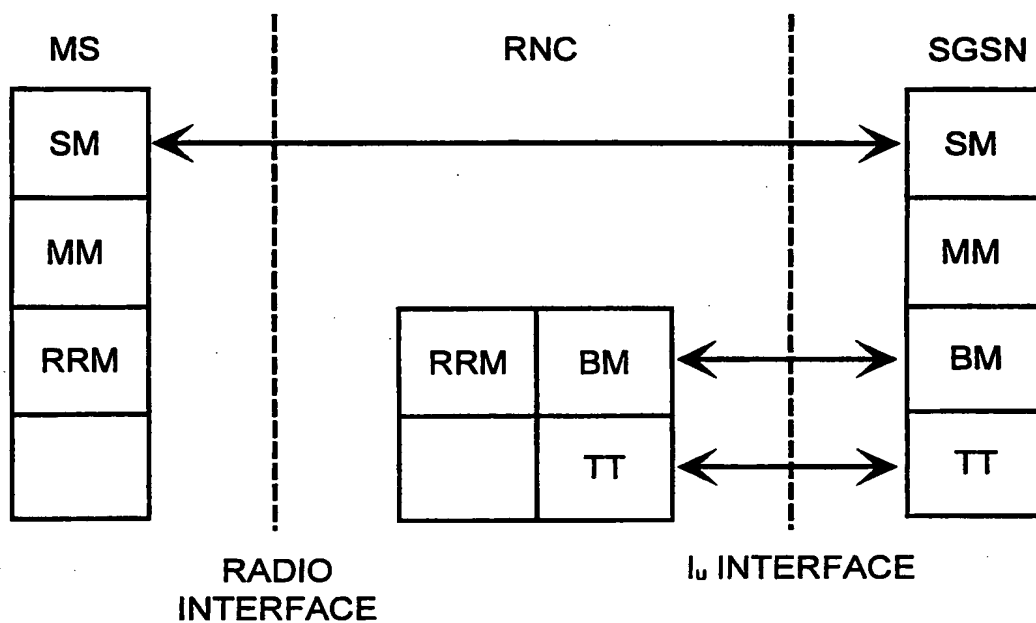 MS RNC SGSN
SM SM
MM MM
RRM RRM BM BM
TT TT
RADIO
INTERFACE
Iu INTERFACE